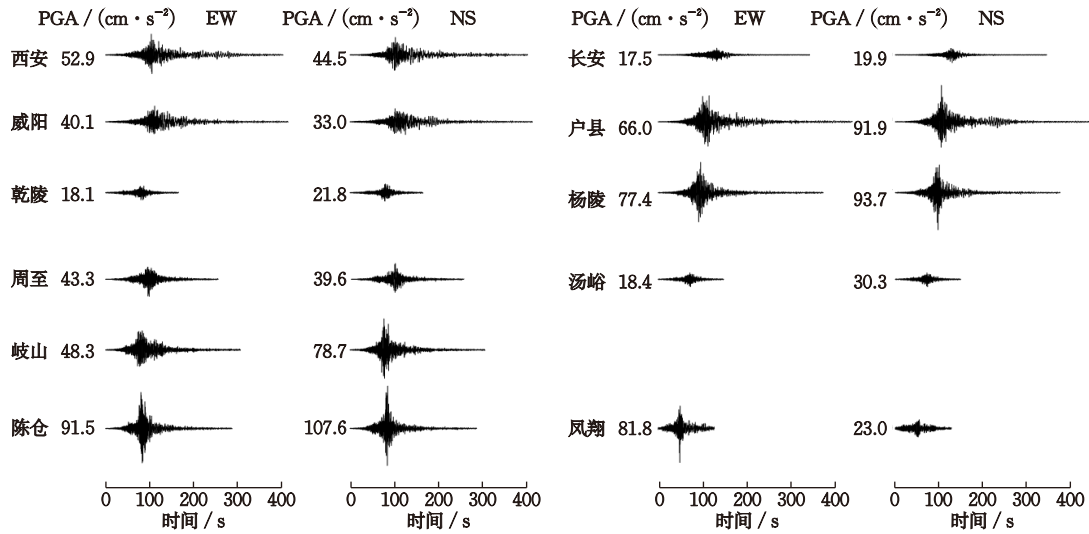 PGA / (cm · s⁻²) EW PGA / (cm · s⁻²) NS PGA / (cm · s⁻²) EW PGA / (cm · s⁻²) NS
西安 52.9 44.5 长安 17.5 19.9
威阳 40.1 33.0 户县 66.0 91.9
乾陵 18.1 21.8 杨陵 77.4 93.7
周至 43.3 39.6 汤峪 18.4 30.3
岐山 48.3 78.7
陈仓 91.5 107.6 凤翔 81.8 23.0
0 100 200 300 400 0 100 200 300 400 0 100 200 300 400 0 100 200 300 400
时间 / s 时间 / s 时间 / s 时间 / s